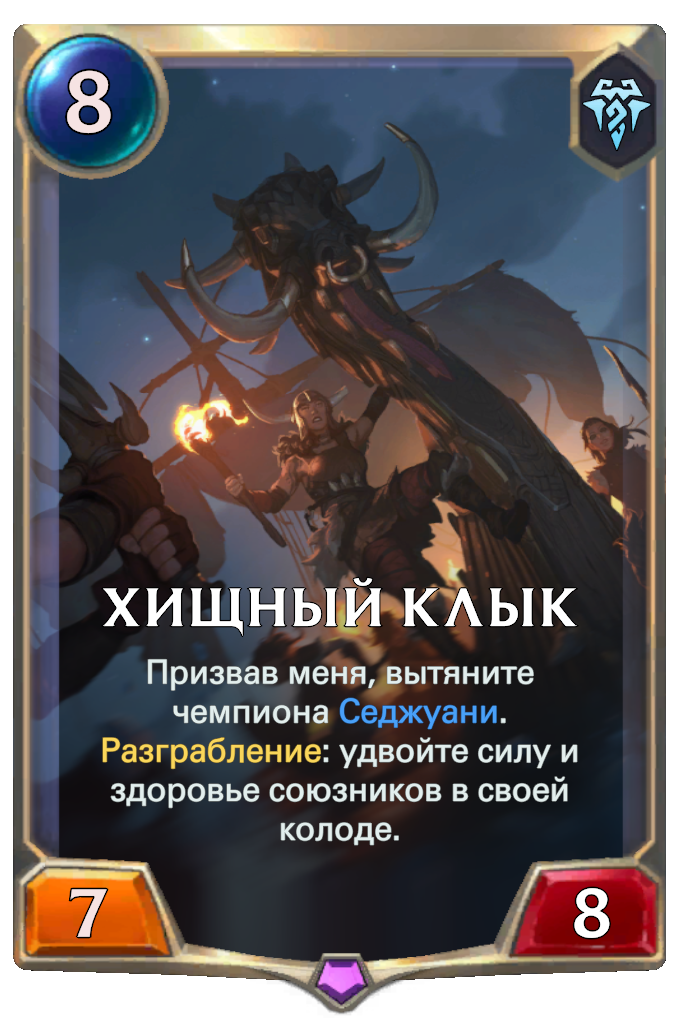 8
ХИЩНЫЙ КЛЫК
Призвав меня, вытяните
чемпиона Седжуани.
Разграбление: удвойте силу и
здоровье союзников в своей
колоде.
7
8